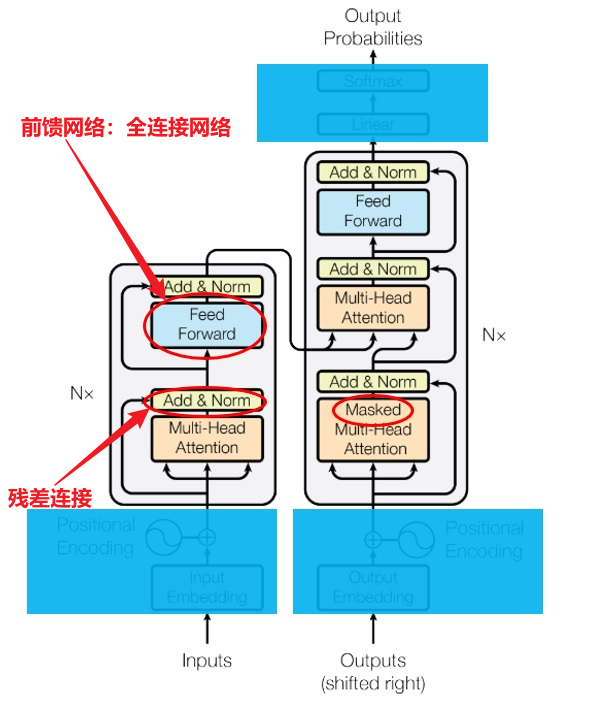 Output
Probabilities
Softmax
Linear
前馈网络：全连接网络
Add & Norm
Feed
Forward
Add & Norm
Multi-Head
Attention
Add & Norm
Feed
Forward
Nx
Add & Norm
Multi-Head
Attention
残差连接
Nx
Add & Norm
Masked
Multi-Head
Attention
Positional
Encoding
Input
Embedding
Output
Embedding
Positional
Encoding
Inputs
Outputs
(shifted right)